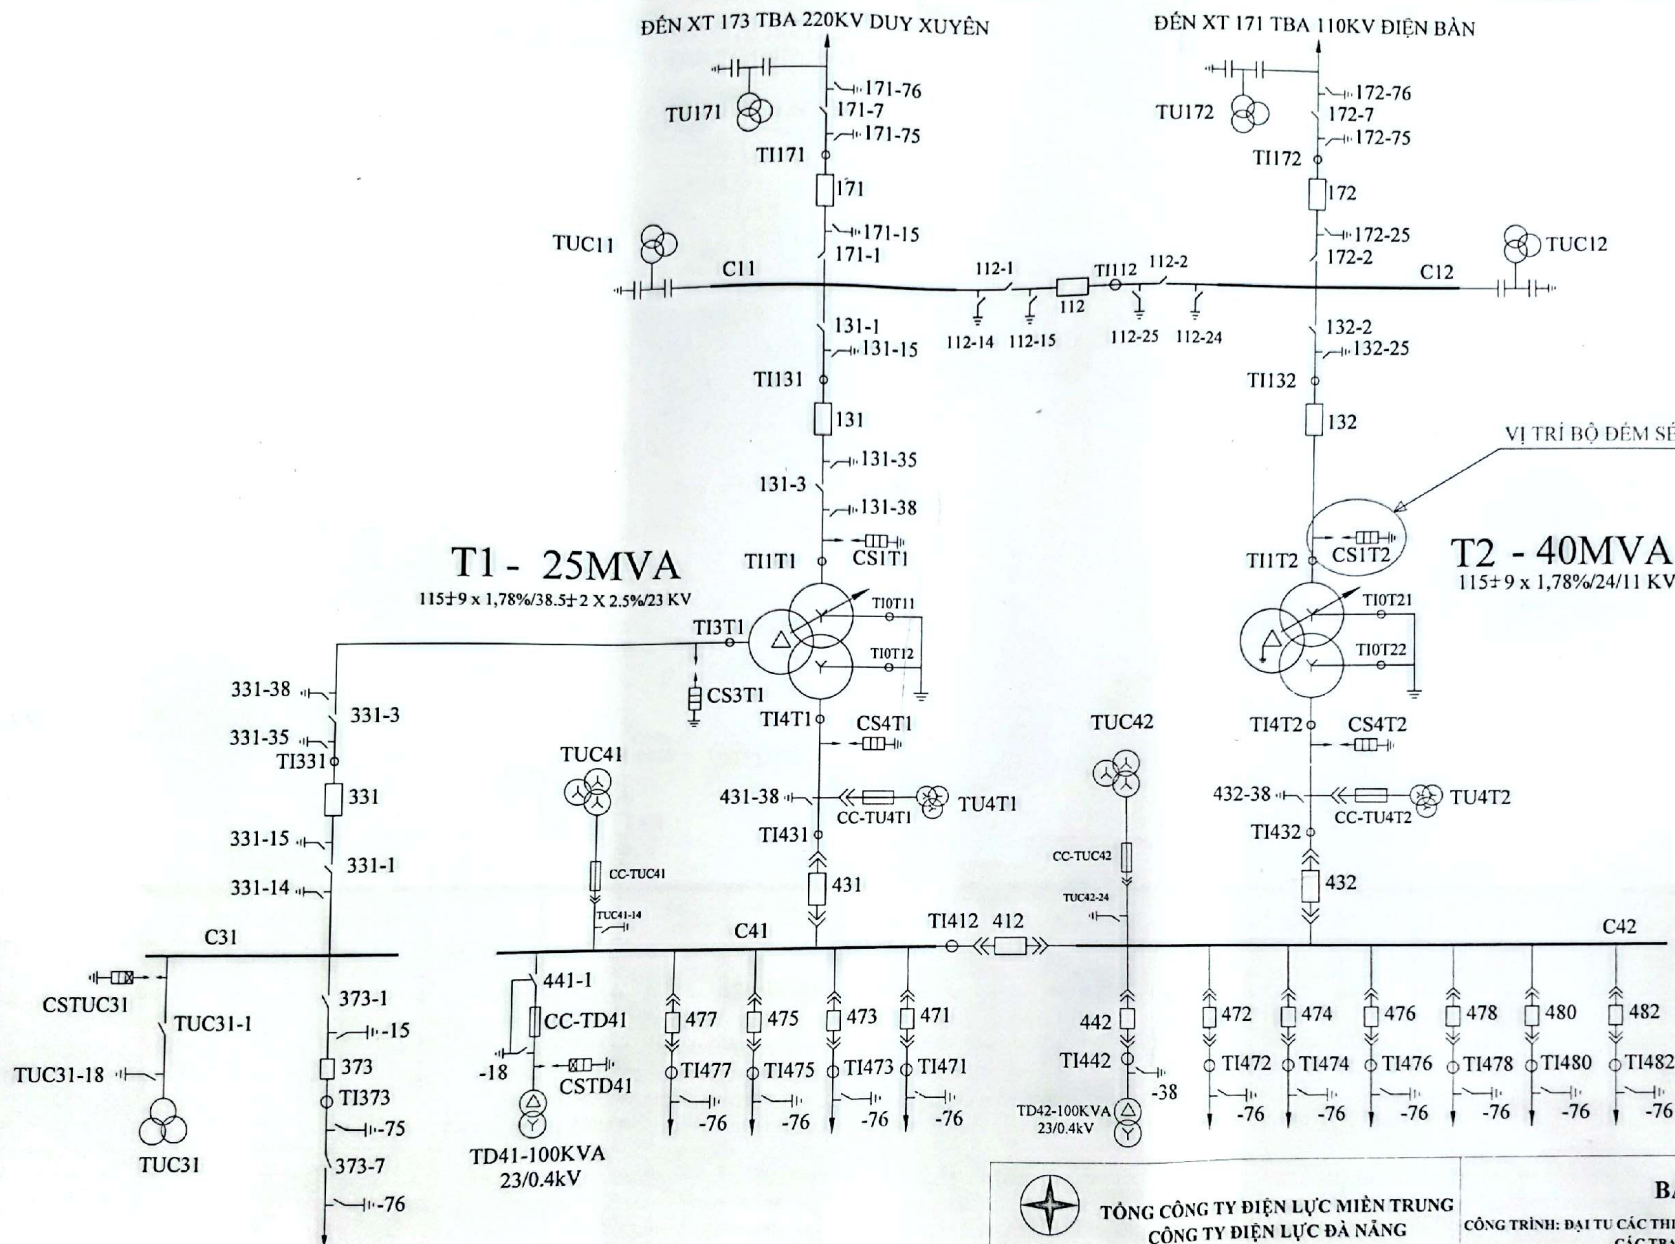 ĐẾN XT 173 TBA 220KV DUY XUYÊN
ĐẾN XT 171 TBA 110KV ĐIỆN BÀN
171-76
172-76
TU171
171-7
TU172
172-7
171-75
172-75
TI171
TI172
171
172
TUC11
171-15
172-25
TUC12
171-1
172-2
C11
112-1
TI112
112-2
C12
112
112-14
112-15
112-25
112-24
131-1
132-2
131-15
132-25
TI131
TI132
131
132
VỊ TRÍ BỘ ĐẾM SÉ
131-35
131-3
131-38
T1 - 25MVA
TI1T1
CS1T1
TI1T2
CS1T2
T2 - 40MVA
115±9 x 1,78%/38.5±2 X 2.5%/23 KV
115±9 x 1,78%/24/11 KV
TI0T11
TI0T21
TI3T1
TI0T12
TI0T22
331-38
CS3T1
331-3
TI4T1
CS4T1
TUC42
TI4T2
CS4T2
331-35
TI331
TUC41
331
431-38
TU4T1
432-38
TU4T2
CC-TU4T1
CC-TU4T2
331-15
TI431
TI432
331-1
CC-TUC41
CC-TUC42
331-14
431
432
TUC42-24
TUC41-14
C31
C41
TI412
412
C42
CSTUC31
373-1
441-1
TUC31-1
-15
CC-TD41
477
475
473
471
442
472
474
476
478
480
482
TUC31-18
373
-18
CSTD41
TI477
TI475
TI473
TI471
TI442
TI472
TI474
TI476
TI478
TI480
TI482
TI373
-38
-75
-76
-76
-76
-76
TD42-100KVA
23/0.4kV
-76
-76
-76
-76
-76
-76
TUC31
373-7
TD41-100KVA
23/0.4kV
-76
TỔNG CÔNG TY ĐIỆN LỰC MIỀN TRUNG
CÔNG TY ĐIỆN LỰC ĐÀ NẴNG
CÔNG TRÌNH: ĐẠI TU CÁC THI